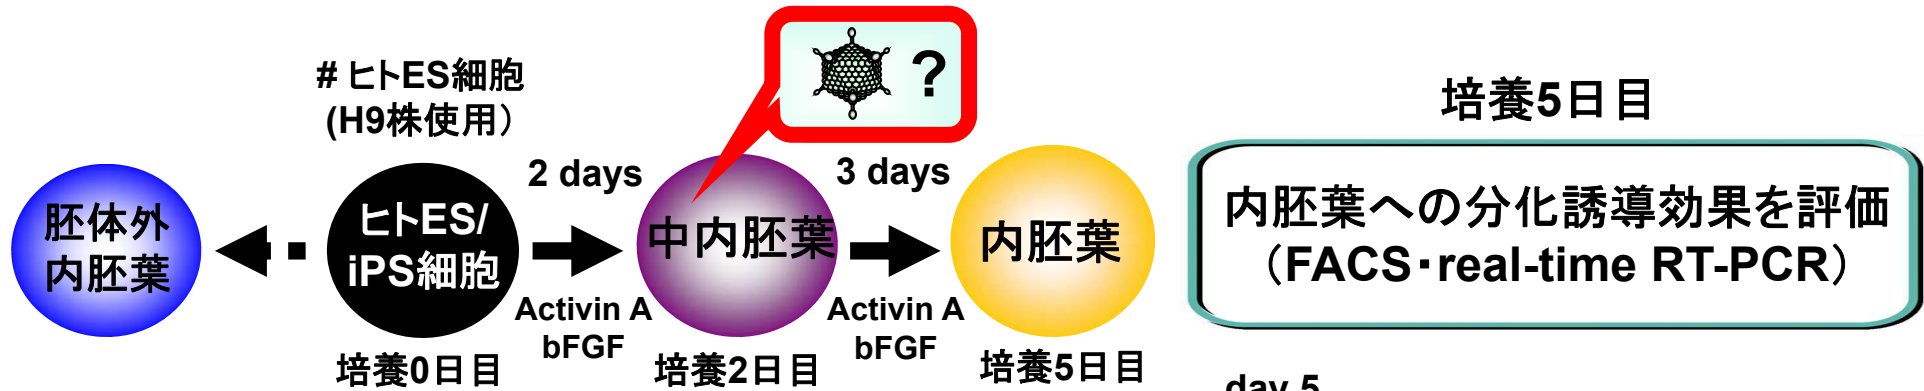 # ヒトES細胞
(H9株使用）
?
培養5日目
胚体外
内胚葉
ヒトES/
iPS細胞
2 days
Activin A
bFGF
中内胚葉
3 days
Activin A
bFGF
内胚葉
培養0日目
培養2日目
培養5日目
内胚葉への分化誘導効果を評価
（FACS・real-time RT-PCR）
day 5